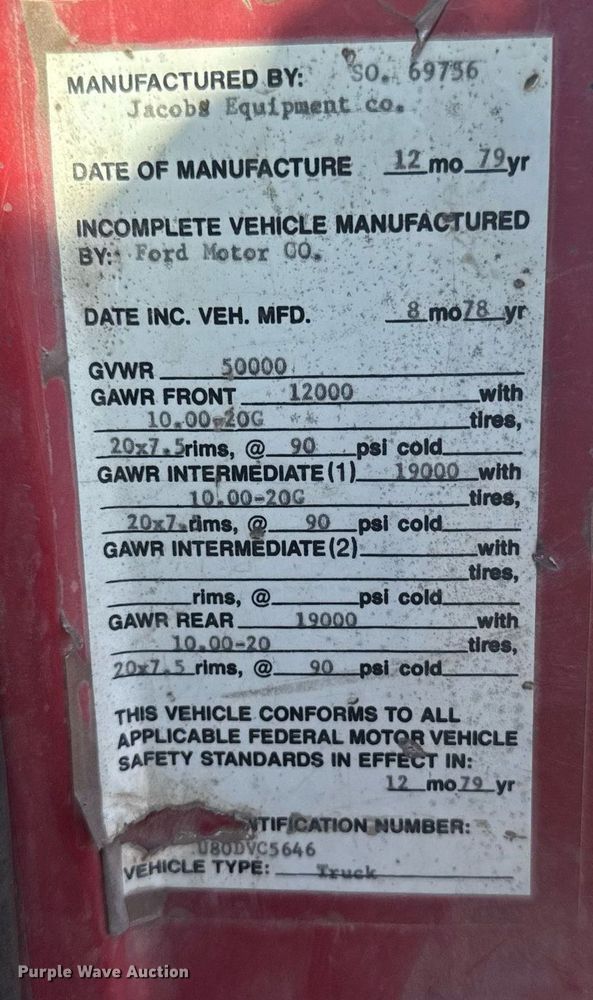 MANUFACTURED BY: SO. 69756
Jacobs Equipment co.
DATE OF MANUFACTURE 12 mo 79 yr
INCOMPLETE VEHICLE MANUFACTURED
BY: Ford Motor CO.
DATE INC. VEH. MFD. 8 mo 78 yr
GVWR 50000
GAWR FRONT 12000 with
10.00-20G tires,
20x7.5 rims, @ 90 psi cold
GAWR INTERMEDIATE (1) 19000 with
10.00-20G tires,
20x7. rims, @ 90 psi cold
GAWR INTERMEDIATE (2) with
tires,
rims, @ psi cold
GAWR REAR 19000 with
10.00-20 tires,
20x7.5 rims, @ 90 psi cold
THIS VEHICLE CONFORMS TO ALL
APPLICABLE FEDERAL MOTOR VEHICLE
SAFETY STANDARDS IN EFFECT IN:
12 mo 79 yr
NTIFICATION NUMBER:
U80DVC5646
VEHICLE TYPE: Truck
Purple Wave Auction